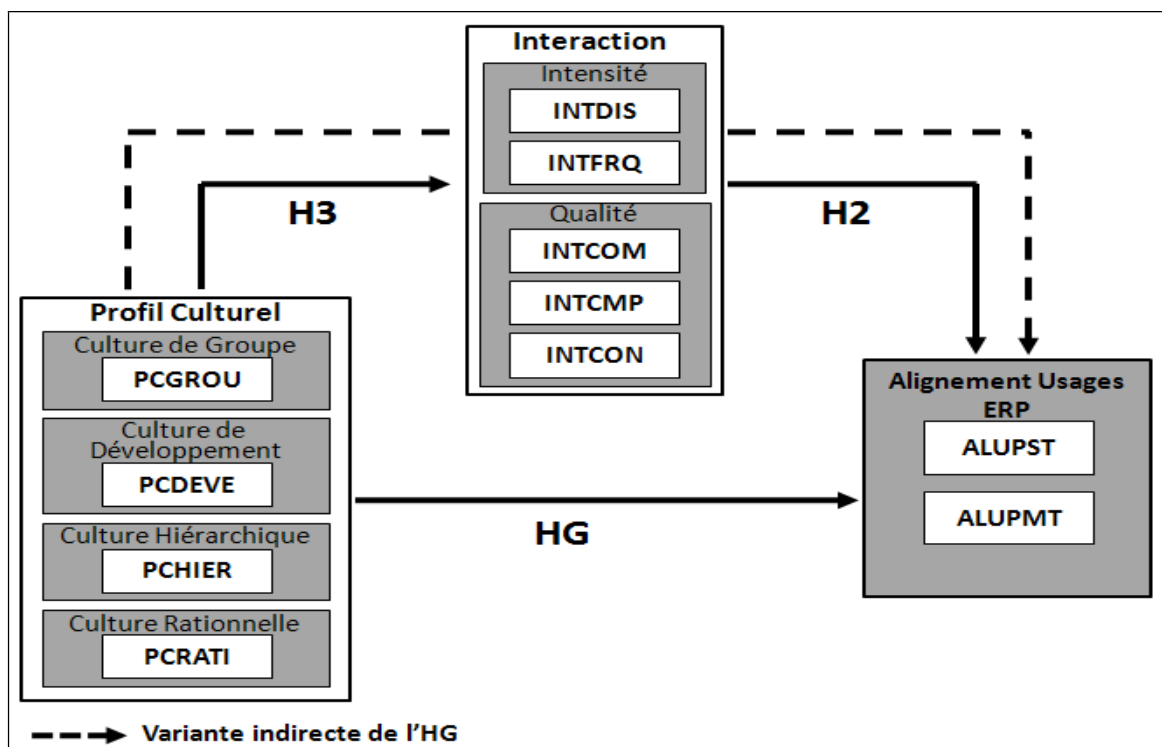 Interaction
Intensité
INTDIS
INTFRQ
Qualité
INTCOM
INTCMP
INTCON
H3
H2
Profil Culturel
Culture de Groupe
PCGROU
Culture de
Développement
PCDEVE
Culture Hiérarchique
PCHIER
Culture Rationnelle
PCRATI
HG
Alignement Usages
ERP
ALUPST
ALUPMT
Variante indirecte de l’HG